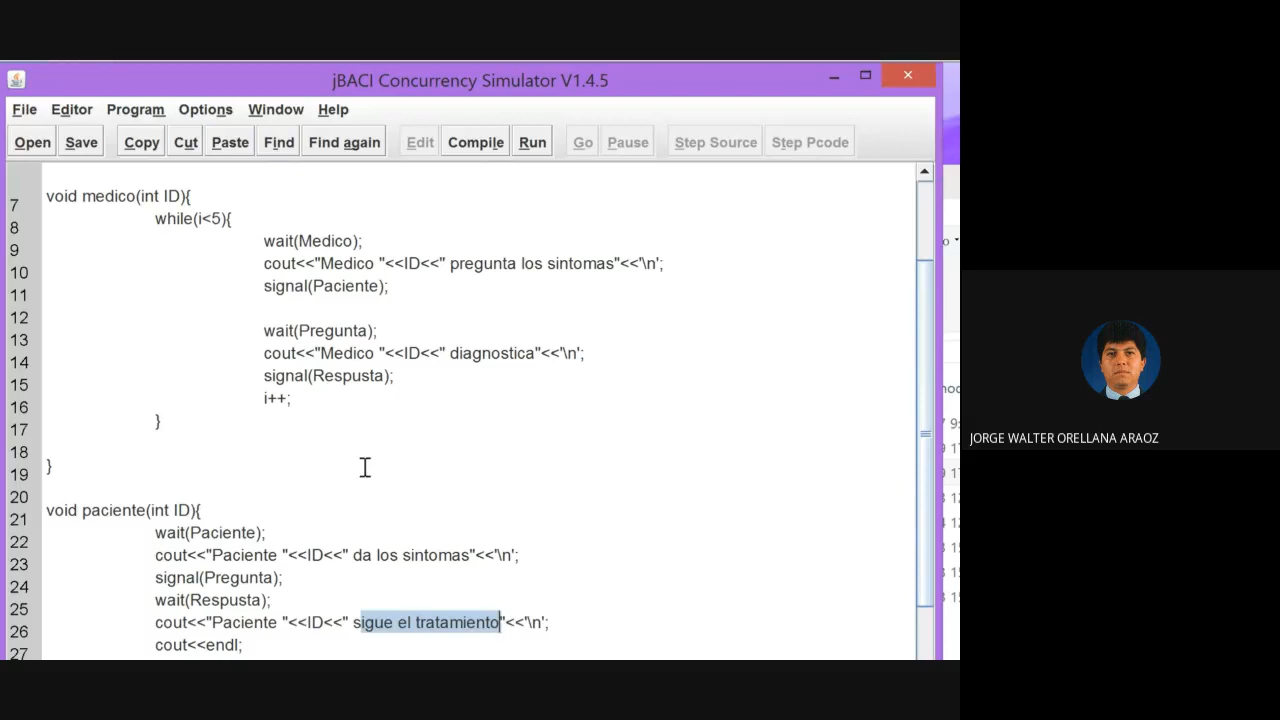 jBACI Concurrency Simulator V1.4.5
File Editor Program Options Window Help
Open Save Copy Cut Paste Find Find again Edit Compile Run Go Pause Step Source Step Pcode
7 void medico(int ID){
8 while(i<5){
9 wait(Medico);
10 cout<<"Medico "<<ID<<" pregunta los sintomas"<<'\n';
11 signal(Paciente);
12
13 wait(Pregunta);
14 cout<<"Medico "<<ID<<" diagnostica"<<'\n';
15 signal(Respusta);
16 i++;
17 }
18
19 }
20
21 void paciente(int ID){
22 wait(Paciente);
23 cout<<"Paciente "<<ID<<" da los sintomas"<<'\n';
24 signal(Pregunta);
25 wait(Respusta);
26 cout<<"Paciente "<<ID<<" sigue el tratamiento"<<'\n';
27 cout<<endl;
JORGE WALTER ORELLANA ARAOZ